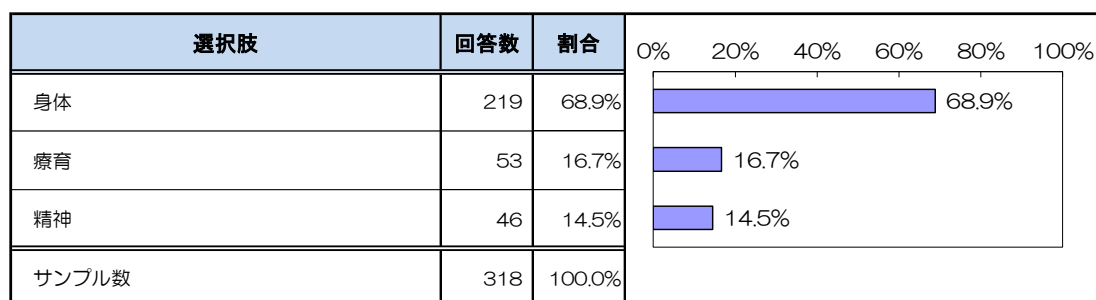 選択肢 回答数 割合
身体 219 68.9%
療育 53 16.7%
精神 46 14.5%
サンプル数 318 100.0%
0% 20% 40% 60% 80% 100%
68.9%
16.7%
14.5%